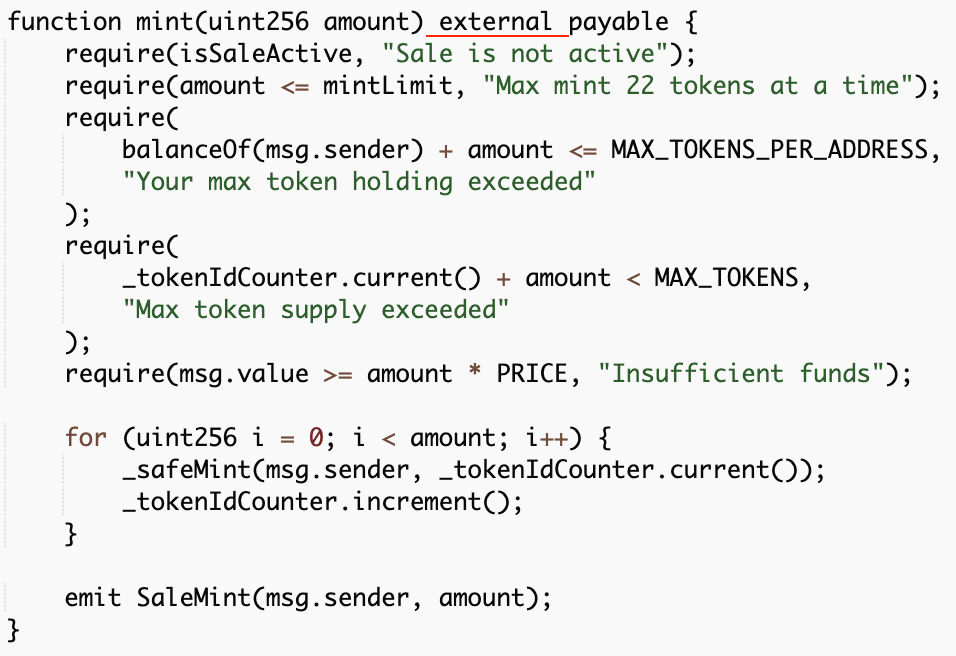 function mint(uint256 amount) external payable {
    require(isSaleActive, "Sale is not active");
    require(amount <= mintLimit, "Max mint 22 tokens at a time");
    require(
        balanceOf(msg.sender) + amount <= MAX_TOKENS_PER_ADDRESS,
        "Your max token holding exceeded"
    );
    require(
        _tokenIdCounter.current() + amount < MAX_TOKENS,
        "Max token supply exceeded"
    );
    require(msg.value >= amount * PRICE, "Insufficient funds");

    for (uint256 i = 0; i < amount; i++) {
        _safeMint(msg.sender, _tokenIdCounter.current());
        _tokenIdCounter.increment();
    }

    emit SaleMint(msg.sender, amount);
}